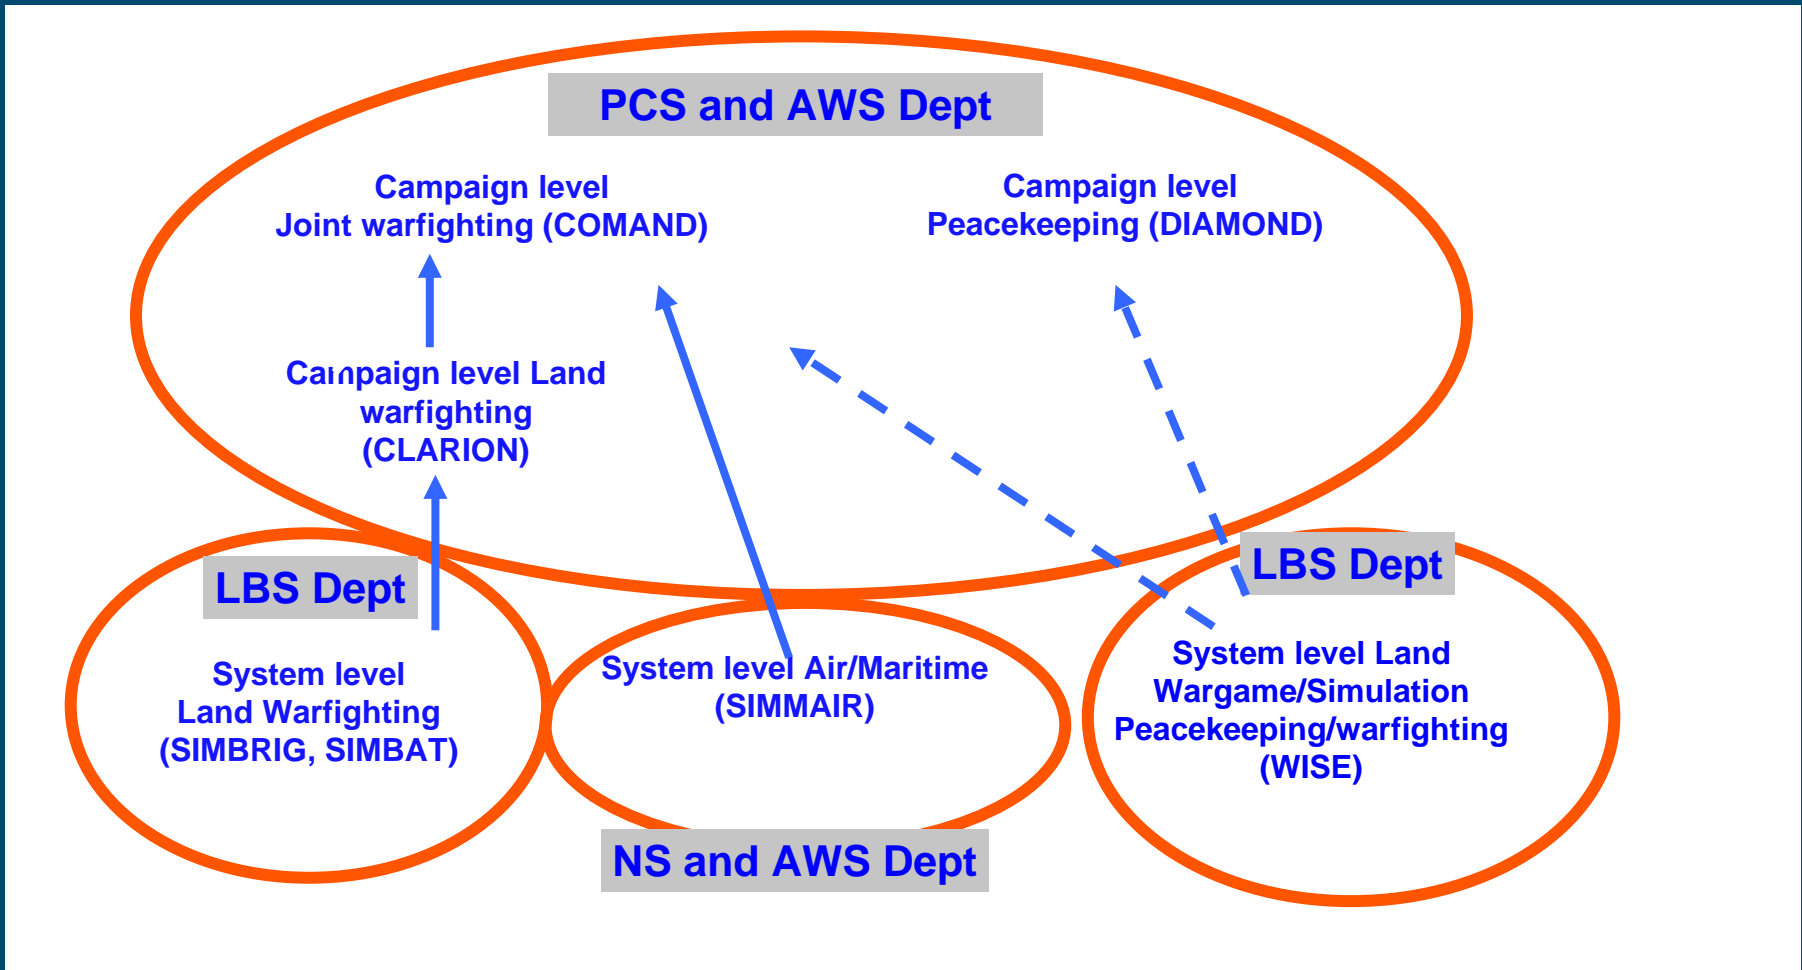 PCS and AWS Dept
Campaign level
Joint warfighting (COMAND)
Campaign level
Peacekeeping (DIAMOND)
Campaign level Land
warfighting
(CLARION)
LBS Dept
System level
Land Warfighting
(SIMBRIG, SIMBAT)
System level Air/Maritime
(SIMMAIR)
NS and AWS Dept
LBS Dept
System level Land
Wargame/Simulation
Peacekeeping/warfighting
(WISE)